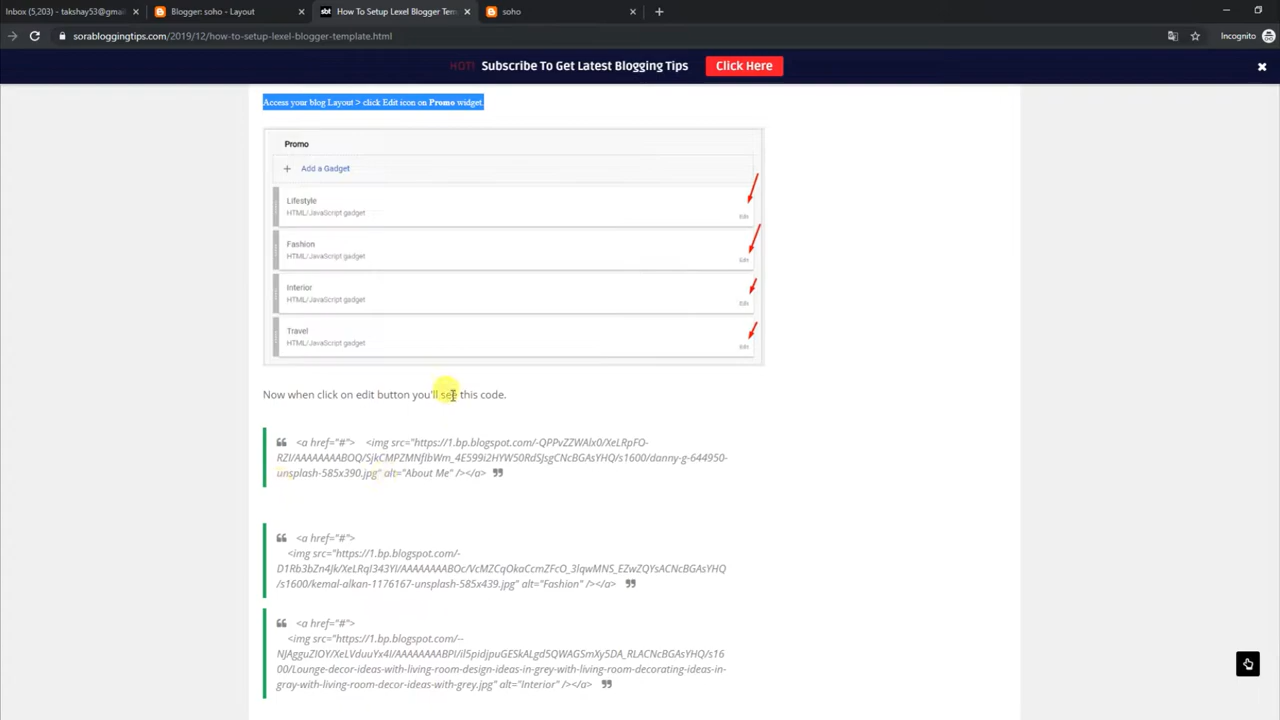 Inbox (5,203) - takshay53@gmail
Blogger: soho - Layout
How To Setup Lexel Blogger Tem
soho
sorabloggingtips.com/2019/12/how-to-setup-lexel-blogger-template.html
Incognito
HOT! Subscribe To Get Latest Blogging Tips
Click Here
Access your blog Layout > click Edit icon on Promo widget.
Promo
+ Add a Gadget
Lifestyle
HTML/JavaScript gadget
Edit
Fashion
HTML/JavaScript gadget
Edit
Interior
HTML/JavaScript gadget
Edit
Travel
HTML/JavaScript gadget
Edit
Now when click on edit button you'll see this code.
<a href="#"> <img src="https://1.bp.blogspot.com/-QPPvZZWAlx0/XeLRpFO-
RZI/AAAAAAAABOQ/SjkCMPZMNfIbWm_4E599i2HYW50RdSJsgCNcBGAsYHQ/s1600/danny-g-644950-
unsplash-585x390.jpg" alt="About Me" /></a>
<a href="#">
<img src="https://1.bp.blogspot.com/-
D1Rb3bZn4Jk/XeLRqI343YI/AAAAAAAABOc/VcMZCqOkaCcmZFcO_3lqwMNS_EZwZQYsACNcBGAsYHQ
/s1600/kemal-alkan-1176167-unsplash-585x439.jpg" alt="Fashion" /></a>
<a href="#">
<img src="https://1.bp.blogspot.com/--
NJAgguZIOY/XeLVduuYx4I/AAAAAAAABPI/il5pidjpuGESkALgd5QWAGSmXy5DA_RLACNcBGAsYHQ/s16
00/Lounge-decor-ideas-with-living-room-design-ideas-in-grey-with-living-room-decorating-ideas-in-
gray-with-living-room-decor-ideas-with-grey.jpg" alt="Interior" /></a>